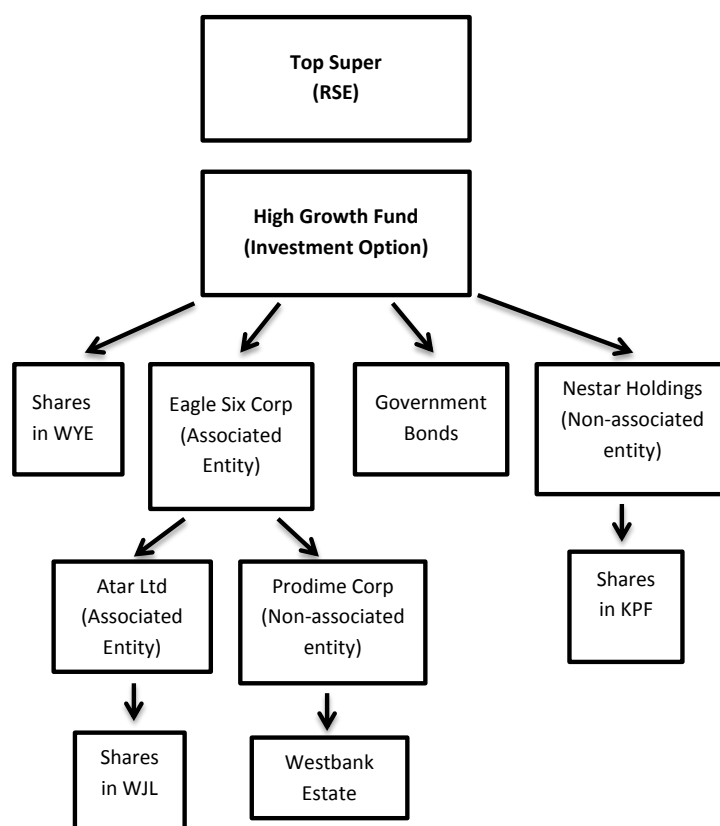 Top Super
(RSE)
High Growth Fund
(Investment Option)
Shares
in WYE
Eagle Six Corp
(Associated
Entity)
Government
Bonds
Nestar Holdings
(Non-associated
entity)
Atar Ltd
(Associated
Entity)
Prodime Corp
(Non-associated
entity)
Shares
in KPF
Shares
in WJL
Westbank
Estate